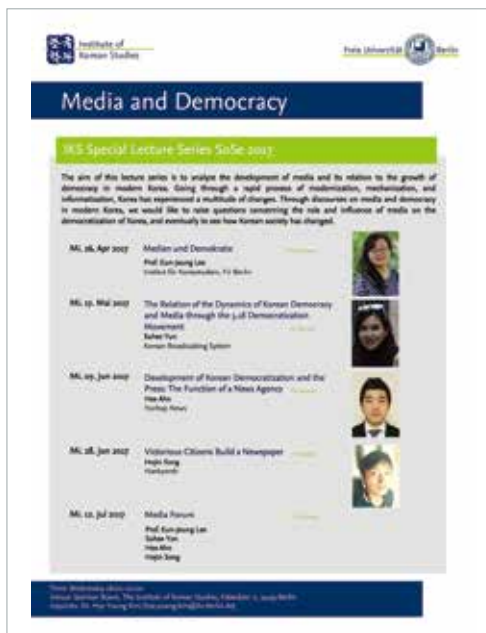 Institute of
Korean Studies
Freie Universität Berlin
Media and Democracy
IKS Special Lecture Series SoSe 2017
The aim of this lecture series is to analyze the development of media and its relation to the growth of
democracy in modern Korea. Going through a rapid process of modernization, mechanization, and
informatization, Korea has experienced a multitude of changes. Through discourses on media and democracy
in modern Korea, we would like to raise questions concerning the role and influence of media on the
democratization of Korea, and eventually to see how Korean society has changed.
Mi. 26. Apr 2017
Medien und Demokratie
Prof. Eun-Jeung Lee
Institut für Koreastudien, FU Berlin
Mi. 17. Mai 2017
The Relation of the Dynamics of Korean Democracy
and Media through the 5.18 Democratization
Movement
Suhee Yun
Korean Broadcasting System
Development of Korean Democratization and the
Press: The Function of a News Agency
Hee Ahn
Yonhap News
Mi. 28. Jun 2017
Victorious Citizens Build a Newspaper
Hojin Song
Hankyoreh
Mi. 12. Jul 2017
Media Forum
Prof. Eun-Jeung Lee
Suhee Yun
Hee Ahn
Hojin Song